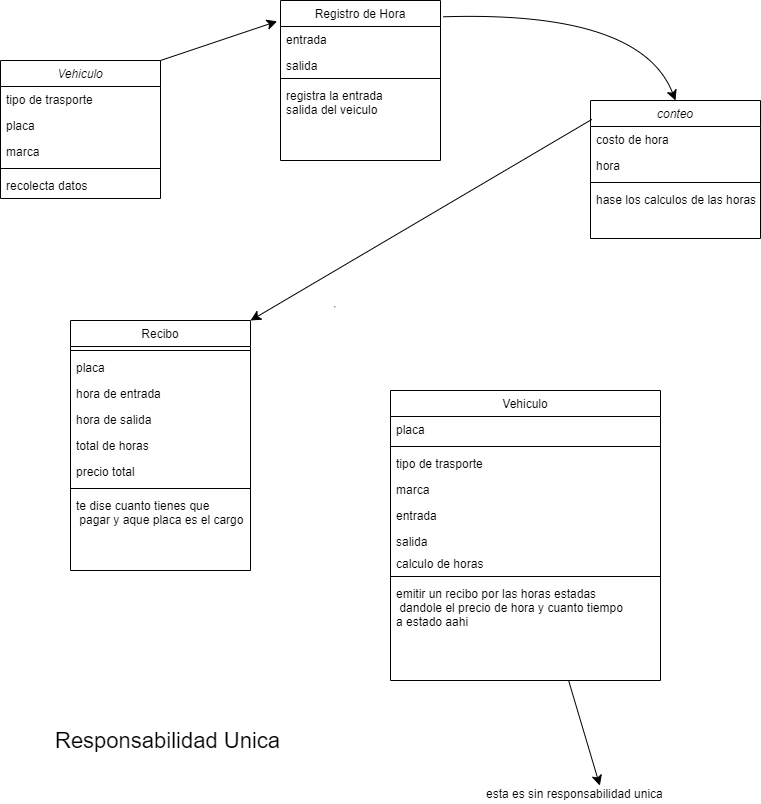 Registro de Hora
entrada
salida
registra la entrada
salida del veiculo
Vehiculo
tipo de trasporte
placa
marca
recolecta datos
conteo
costo de hora
hora
hase los calculos de las horas
Recibo
placa
hora de entrada
hora de salida
total de horas
precio total
te dise cuanto tienes que
pagar y aque placa es el cargo
Vehiculo
placa
tipo de trasporte
marca
entrada
salida
calculo de horas
emitir un recibo por las horas estadas
dandole el precio de hora y cuanto tiempo
a estado aahi
Responsabilidad Unica
esta es sin responsabilidad unica